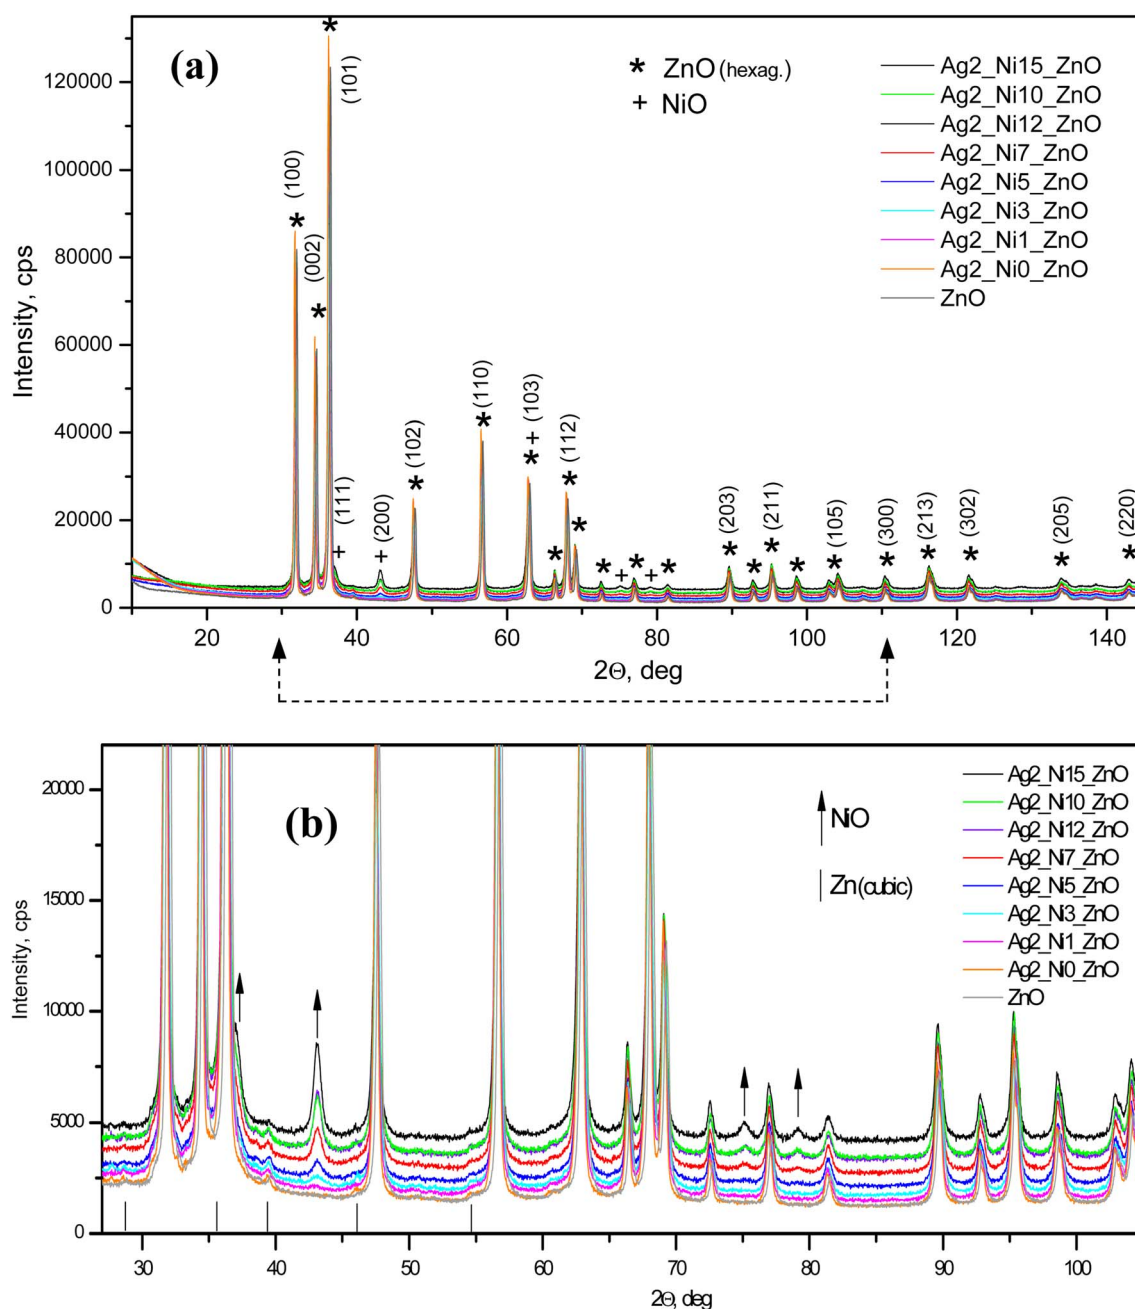 (a)
* ZnO (hexag.)
+ NiO
Ag2_Ni15_ZnO
Ag2_Ni10_ZnO
Ag2_Ni12_ZnO
Ag2_Ni7_ZnO
Ag2_Ni5_ZnO
Ag2_Ni3_ZnO
Ag2_Ni1_ZnO
Ag2_Ni0_ZnO
ZnO
Intensity, cps
120000
100000
80000
60000
40000
20000
0
* (100)
* (002)
* (101)
+ (111)
+ (200)
* (102)
* (110)
* + (103)
* (112)
*
*
*
+
*
+
*
* (203)
*
* (211)
*
* (105)
* (300)
* (213)
* (302)
* (205)
* (220)
20 40 60 80 100 120 140
2Θ, deg
(b)
NiO
Zn(cubic)
Ag2_Ni15_ZnO
Ag2_Ni10_ZnO
Ag2_Ni12_ZnO
Ag2_Ni7_ZnO
Ag2_Ni5_ZnO
Ag2_Ni3_ZnO
Ag2_Ni1_ZnO
Ag2_Ni0_ZnO
ZnO
Intensity, cps
20000
15000
10000
5000
0
30 40 50 60 70 80 90 100
2Θ, deg